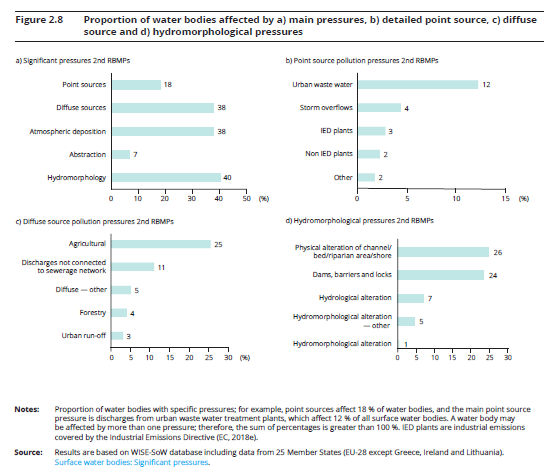 Figure 2.8 Proportion of water bodies affected by a) main pressures, b) detailed point source, c) diffuse
source and d) hydromorphological pressures
a) Significant pressures 2nd RBMPs
Point sources 18
Diffuse sources 38
Atmospheric deposition 38
Abstraction 7
Hydromorphology 40
0 10 20 30 40 50 (%)
b) Point source pollution pressures 2nd RBMPs
Urban waste water 12
Storm overflows 4
IED plants 3
Non IED plants 2
Other 2
0 5 10 15 (%)
c) Diffuse source pollution pressures 2nd RBMPs
Agricultural 25
Discharges not connected
to sewerage network 11
Diffuse — other 5
Forestry 4
Urban run-off 3
0 5 10 15 20 25 30 (%)
d) Hydromorphological pressures 2nd RBMPs
Physical alteration of channel/
bed/riparian area/shore 26
Dams, barriers and locks 24
Hydrological alteration 7
Hydromorphological alteration
— other 5
Hydromorphological alteration 1
0 5 10 15 20 25 30
Notes: Proportion of water bodies with specific pressures; for example, point sources affect 18 % of water bodies, and the main point source
pressure is discharges from urban waste water treatment plants, which affect 12 % of all surface water bodies. A water body may
be affected by more than one pressure; therefore, the sum of percentages is greater than 100 %. IED plants are industrial emissions
covered by the Industrial Emissions Directive (EC, 2018e).
Source: Results are based on WISE-SoW database including data from 25 Member States (EU-28 except Greece, Ireland and Lithuania).
Surface water bodies: Significant pressures.